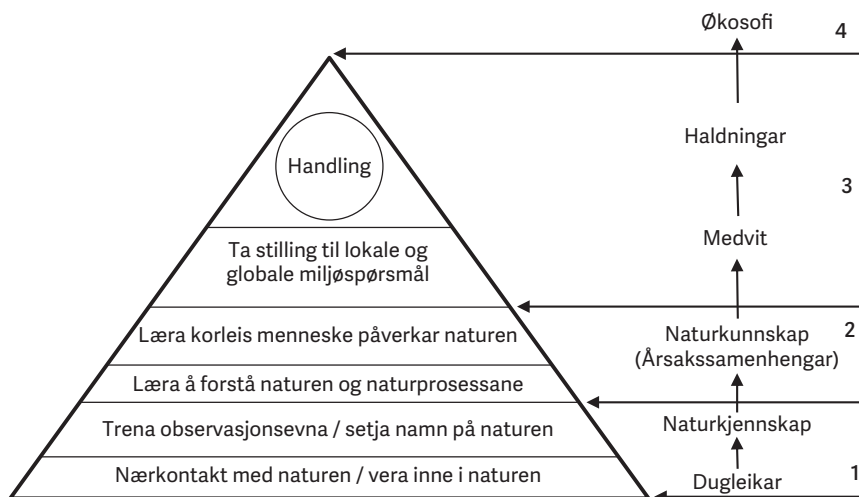 Økosofi
4
Handling
Haldningar
3
Ta stilling til lokale og
globale miljøspørsmål
Medvit
Læra korleis menneske påverkar naturen
Naturkunnskap
(Årsakssamenhengar)
2
Læra å forstå naturen og naturprosessane
Trena observasjonsevna / setja namn på naturen
Naturkjennskap
Nærkontakt med naturen / vera inne i naturen
Dugleikar
1